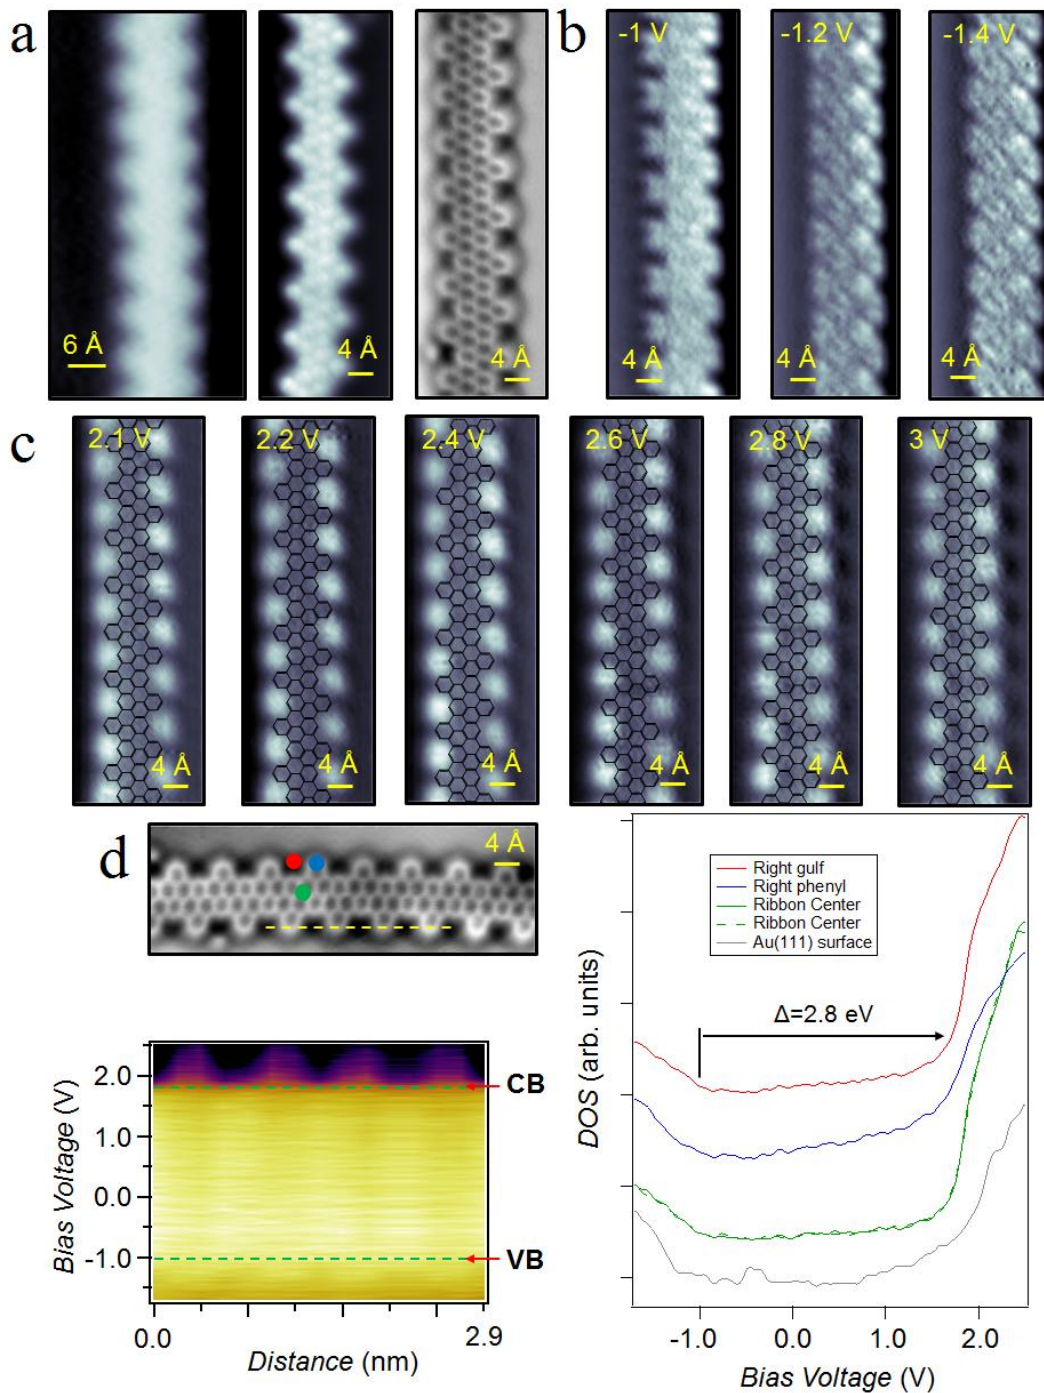 a
6 Å
4 Å
4 Å
b
-1 V
-1.2 V
-1.4 V
4 Å
4 Å
4 Å
c
2.1 V
2.2 V
2.4 V
2.6 V
2.8 V
3 V
4 Å
4 Å
4 Å
4 Å
4 Å
4 Å
d
4 Å
Bias Voltage (V)
2.0
1.0
0.0
-1.0
CB
VB
0.0
2.9
Distance (nm)
Right gulf
Right phenyl
Ribbon Center
Ribbon Center
Au(111) surface
Δ=2.8 eV
DOS (arb. units)
-1.0
0.0
1.0
2.0
Bias Voltage (V)